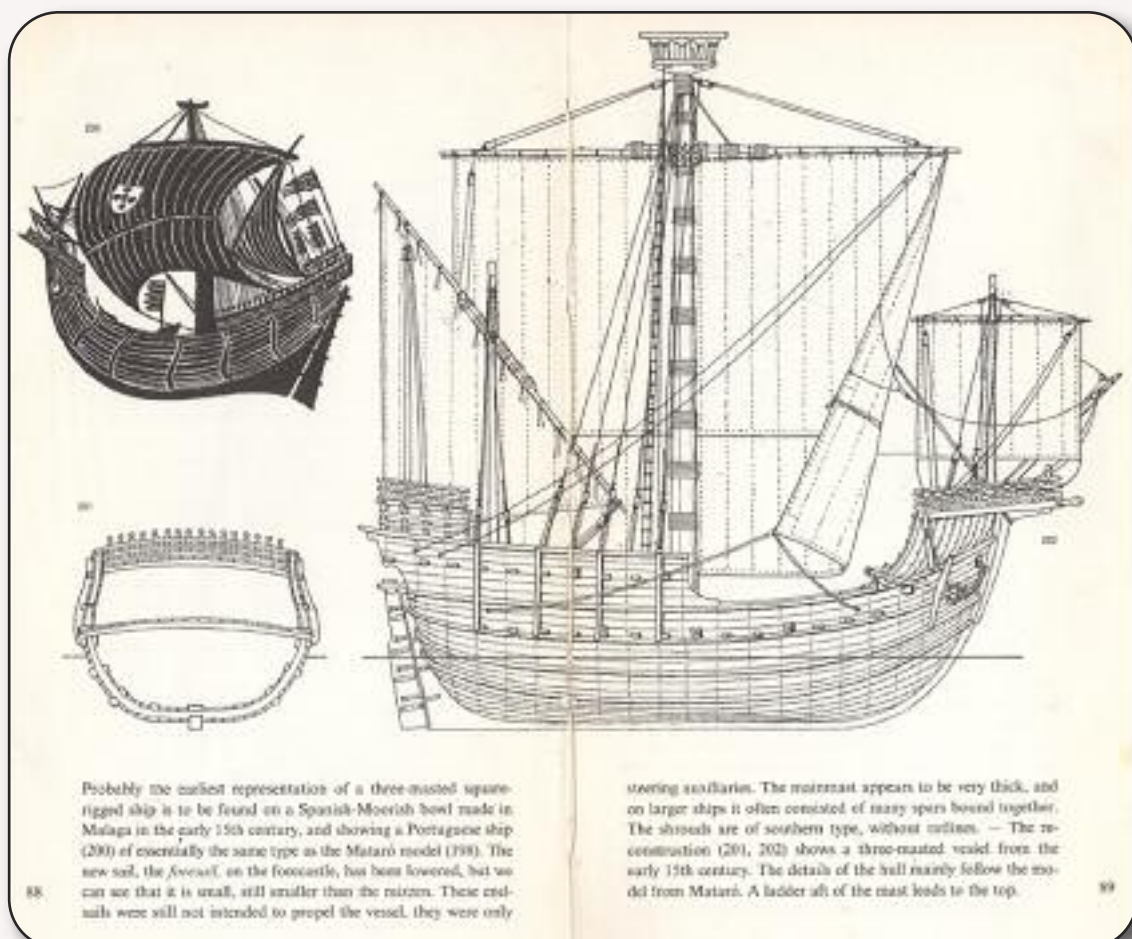 200
201
202
Probably the earliest representation of a three-masted square-
rigged ship is to be found on a Spanish-Moorish bowl made in
Malaga in the early 15th century, and showing a Portuguese ship
(200) of essentially the same type as the Mataró model (198). The
new sail, the foresail, on the forecastle, has been lowered, but we
can see that it is small, still smaller than the mizzen. These end-
sails were still not intended to propel the vessel, they were only
88
steering auxiliaries. The mainmast appears to be very thick, and
on larger ships it often consisted of many spars bound together.
The shrouds are of southern type, without ratlines. — The re-
construction (201, 202) shows a three-masted vessel from the
early 15th century. The details of the hull mainly follow the mo-
del from Mataró. A ladder aft of the mast leads to the top.
89